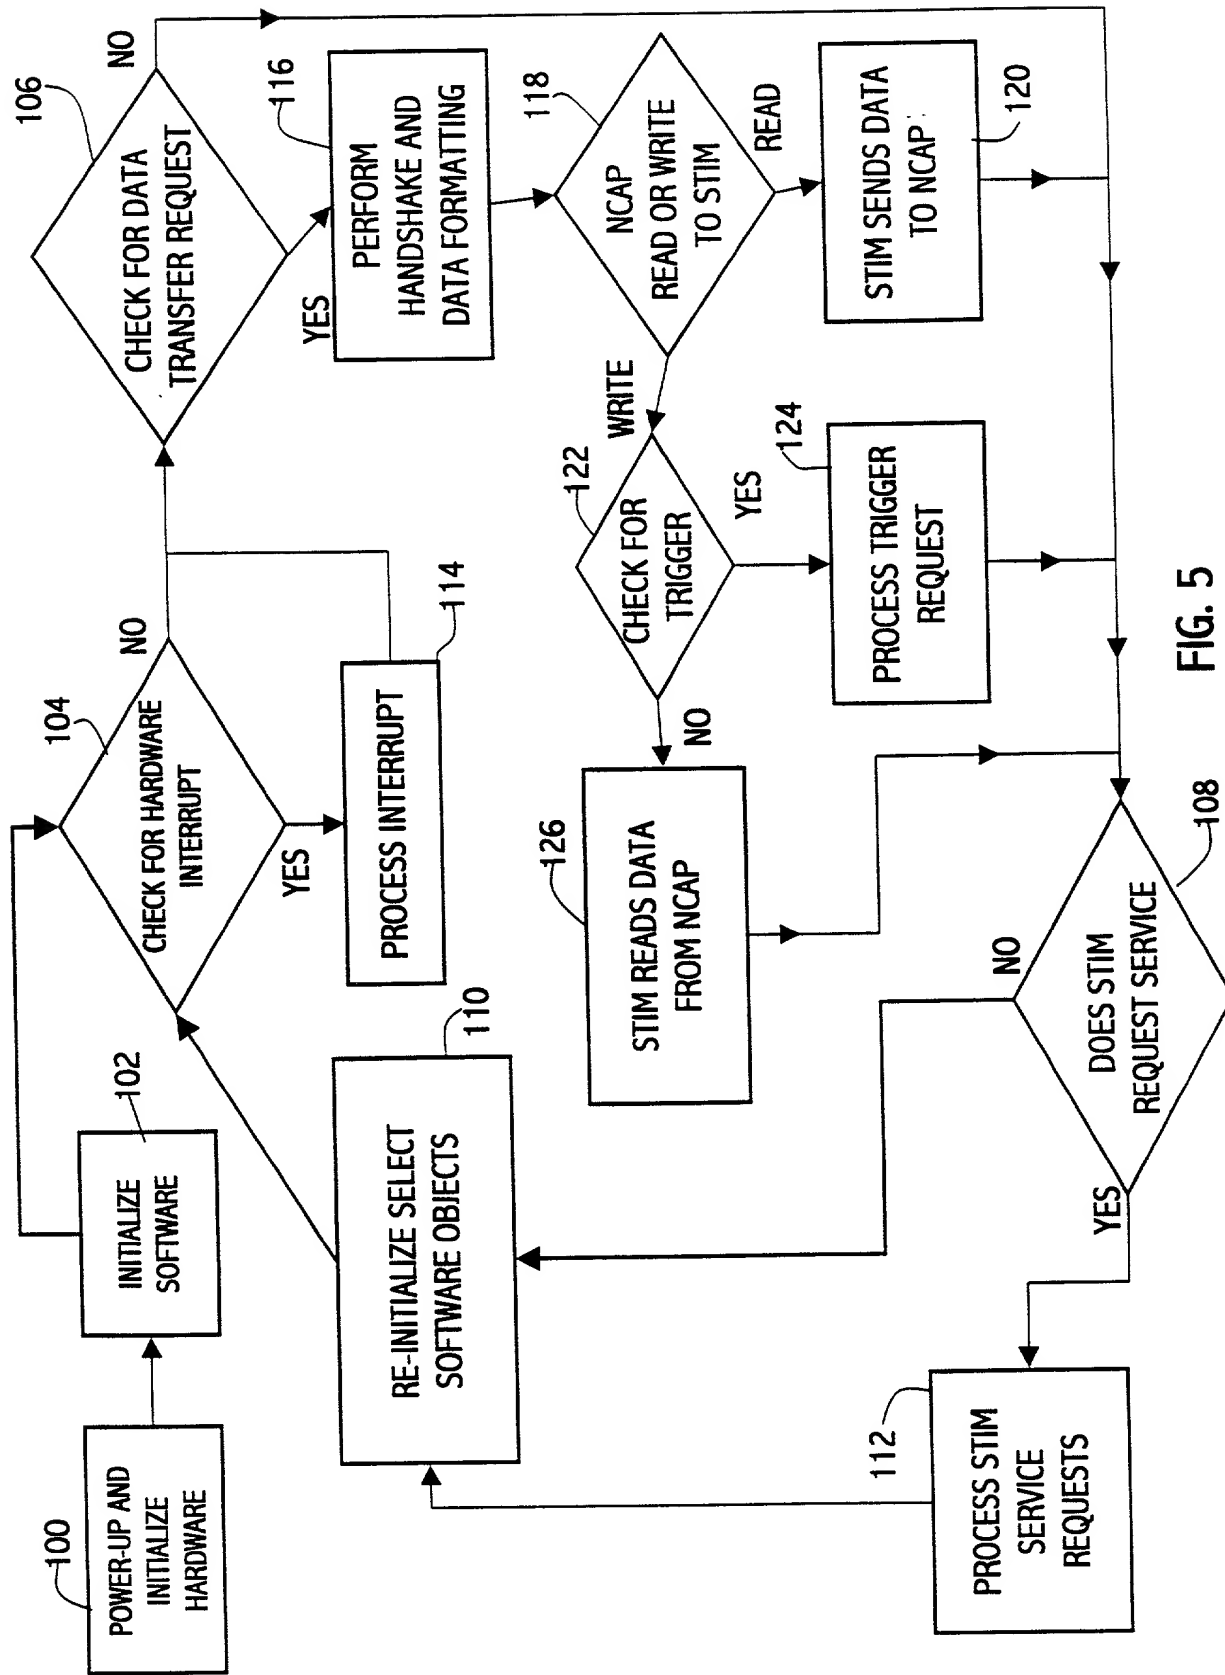 100
POWER-UP AND
INITIALIZE
HARDWARE
102
INITIALIZE
SOFTWARE
104
CHECK FOR HARDWARE
INTERRUPT
NO
YES
PROCESS INTERRUPT
114
106
CHECK FOR DATA
TRANSFER REQUEST
NO
YES
116
PERFORM
HANDSHAKE AND
DATA FORMATTING
118
NCAP
READ OR WRITE
TO STIM
READ
WRITE
STIM SENDS DATA
TO NCAP
120
122
CHECK FOR
TRIGGER
YES
NO
124
PROCESS TRIGGER
REQUEST
126
STIM READS DATA
FROM NCAP
110
RE-INITIALIZE SELECT
SOFTWARE OBJECTS
108
DOES STIM
REQUEST SERVICE
NO
YES
112
PROCESS STIM
SERVICE
REQUESTS
FIG. 5